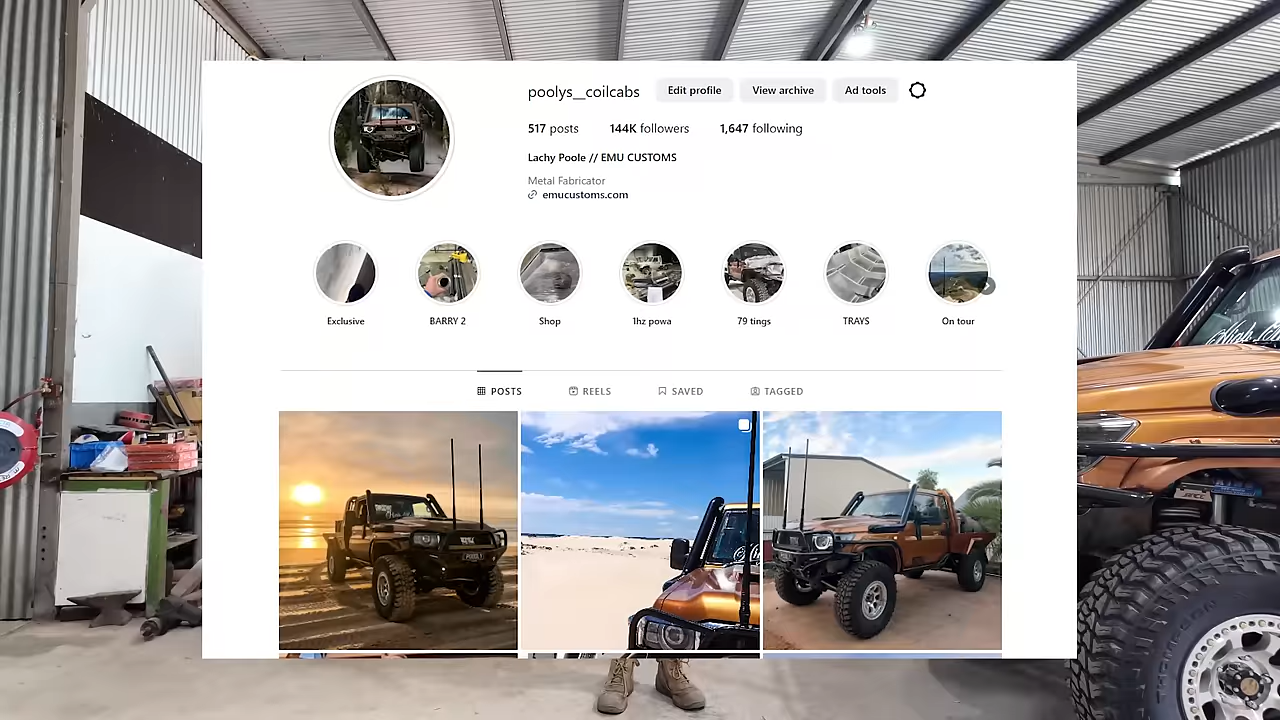 poolys__coilcabs Edit profile View archive Ad tools
517 posts 144K followers 1,647 following
Lachy Poole // EMU CUSTOMS
Metal Fabricator
emucustoms.com
Exclusive BARRY 2 Shop 1hz powa 79 tings TRAYS On tour
POSTS REELS SAVED TAGGED